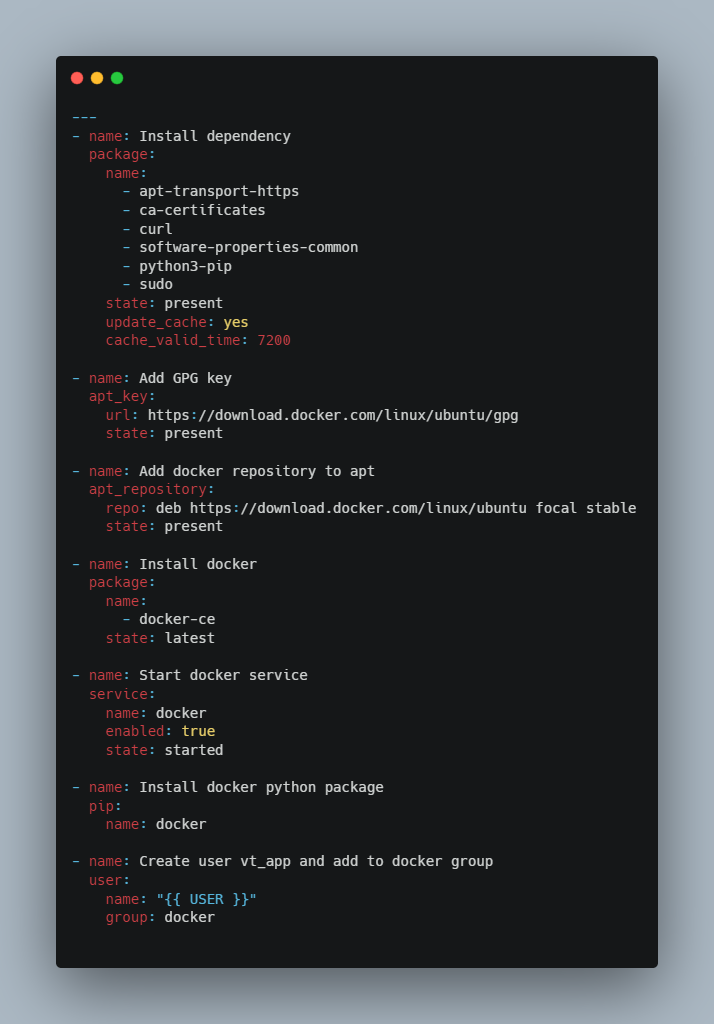 ---
- name: Install dependency
  package:
    name:
      - apt-transport-https
      - ca-certificates
      - curl
      - software-properties-common
      - python3-pip
      - sudo
    state: present
    update_cache: yes
    cache_valid_time: 7200

- name: Add GPG key
  apt_key:
    url: https://download.docker.com/linux/ubuntu/gpg
    state: present

- name: Add docker repository to apt
  apt_repository:
    repo: deb https://download.docker.com/linux/ubuntu focal stable
    state: present

- name: Install docker
  package:
    name:
      - docker-ce
    state: latest

- name: Start docker service
  service:
    name: docker
    enabled: true
    state: started

- name: Install docker python package
  pip:
    name: docker

- name: Create user vt_app and add to docker group
  user:
    name: "{{ USER }}"
    group: docker